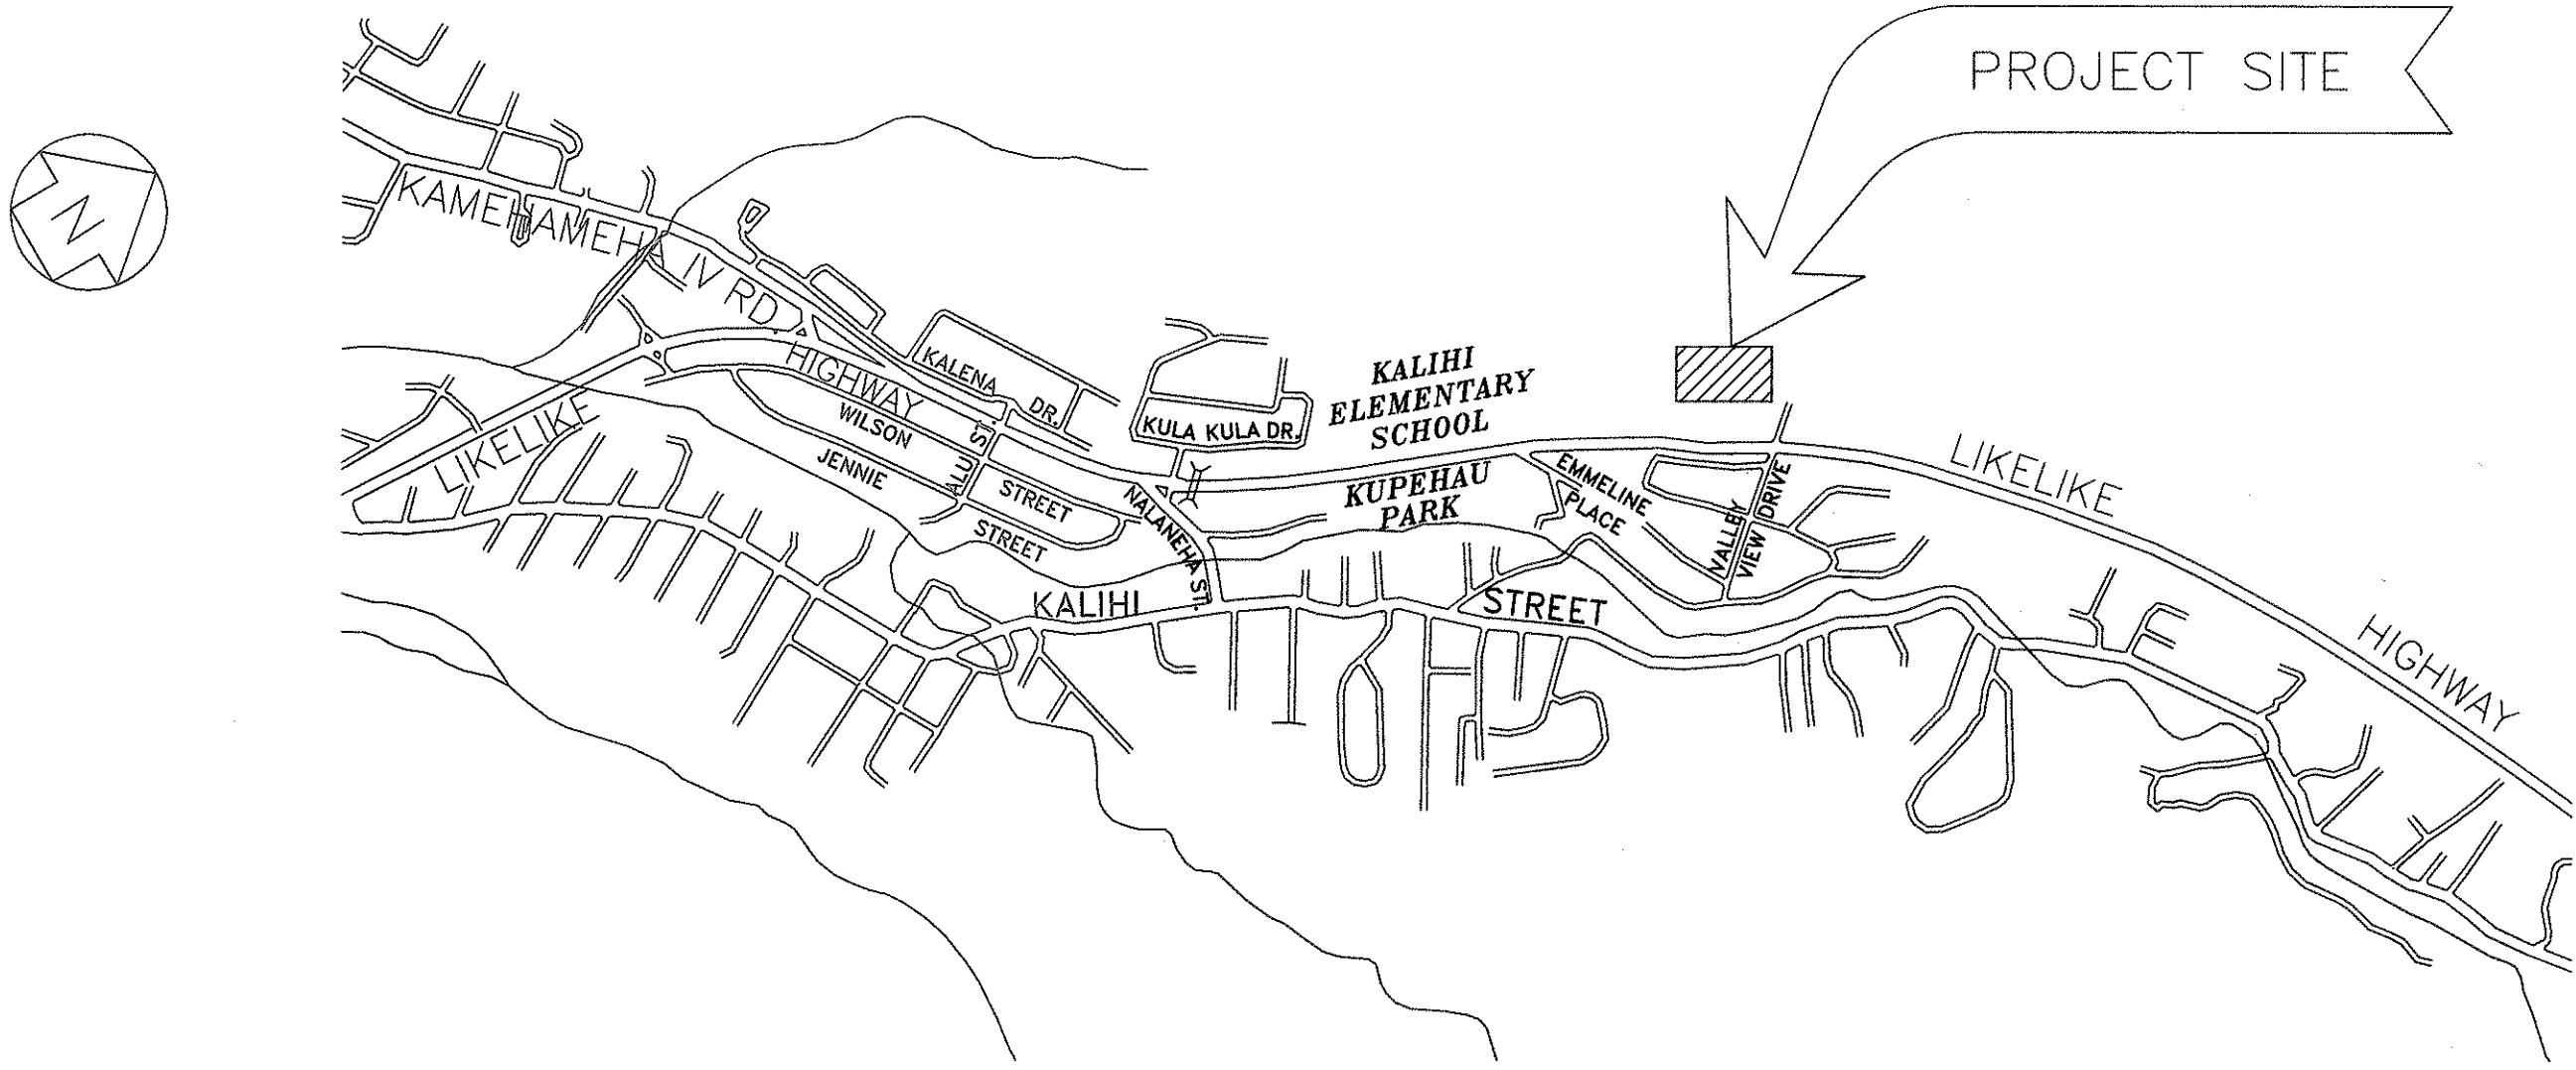 PROJECT SITE
N
KAMEHAMEHA IV RD.
HIGHWAY
LIKELIKE
KALENA
DR.
WILSON
STREET
JENNIE
STREET
ALU ST.
KULA KULA DR.
NALANEHA ST.
KALIHI
ELEMENTARY
SCHOOL
KUPEHAU
PARK
EMMELINE
PLACE
VALLBY
VIEW DRIVE
LIKELIKE
HIGHWAY
KALIHI
STREET